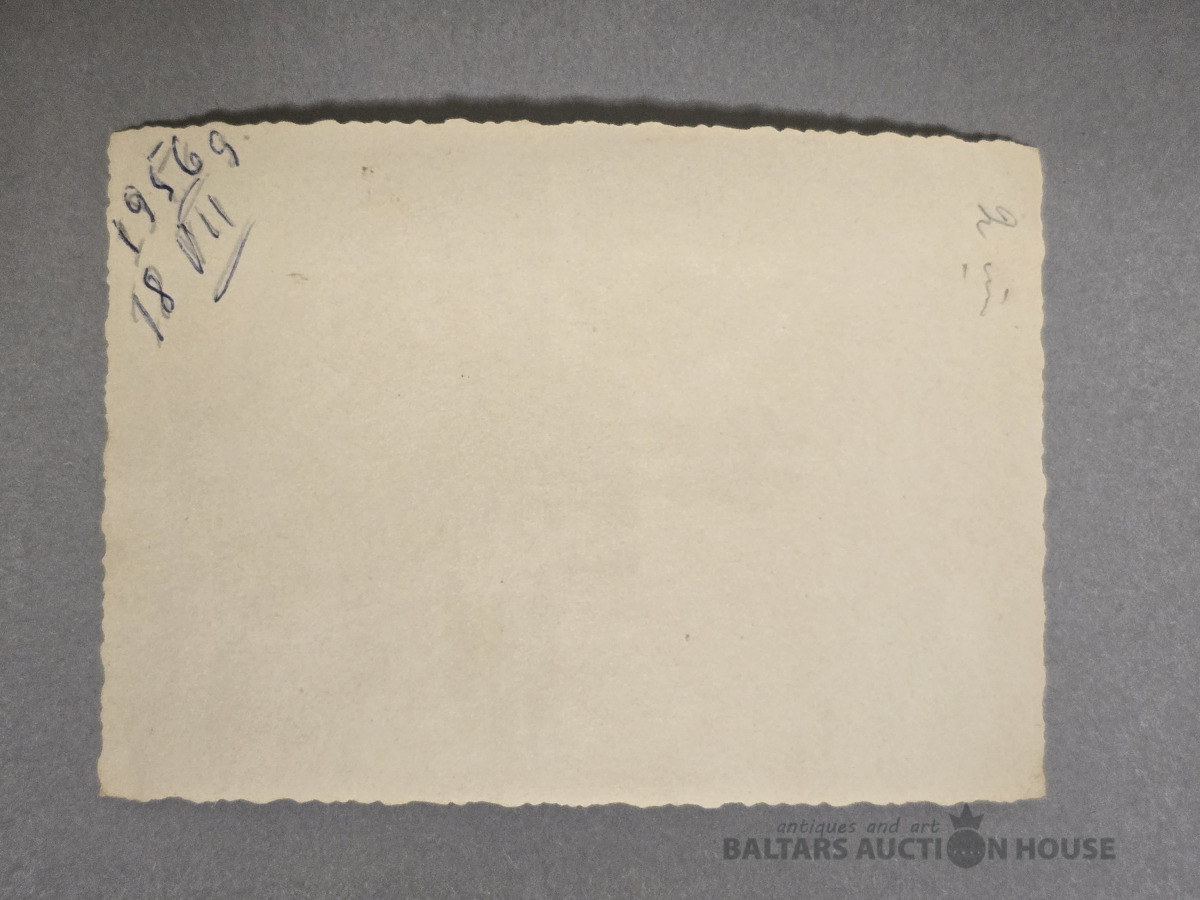 1956 g
18 VII
antiques and art
BALTARS AUCTION HOUSE